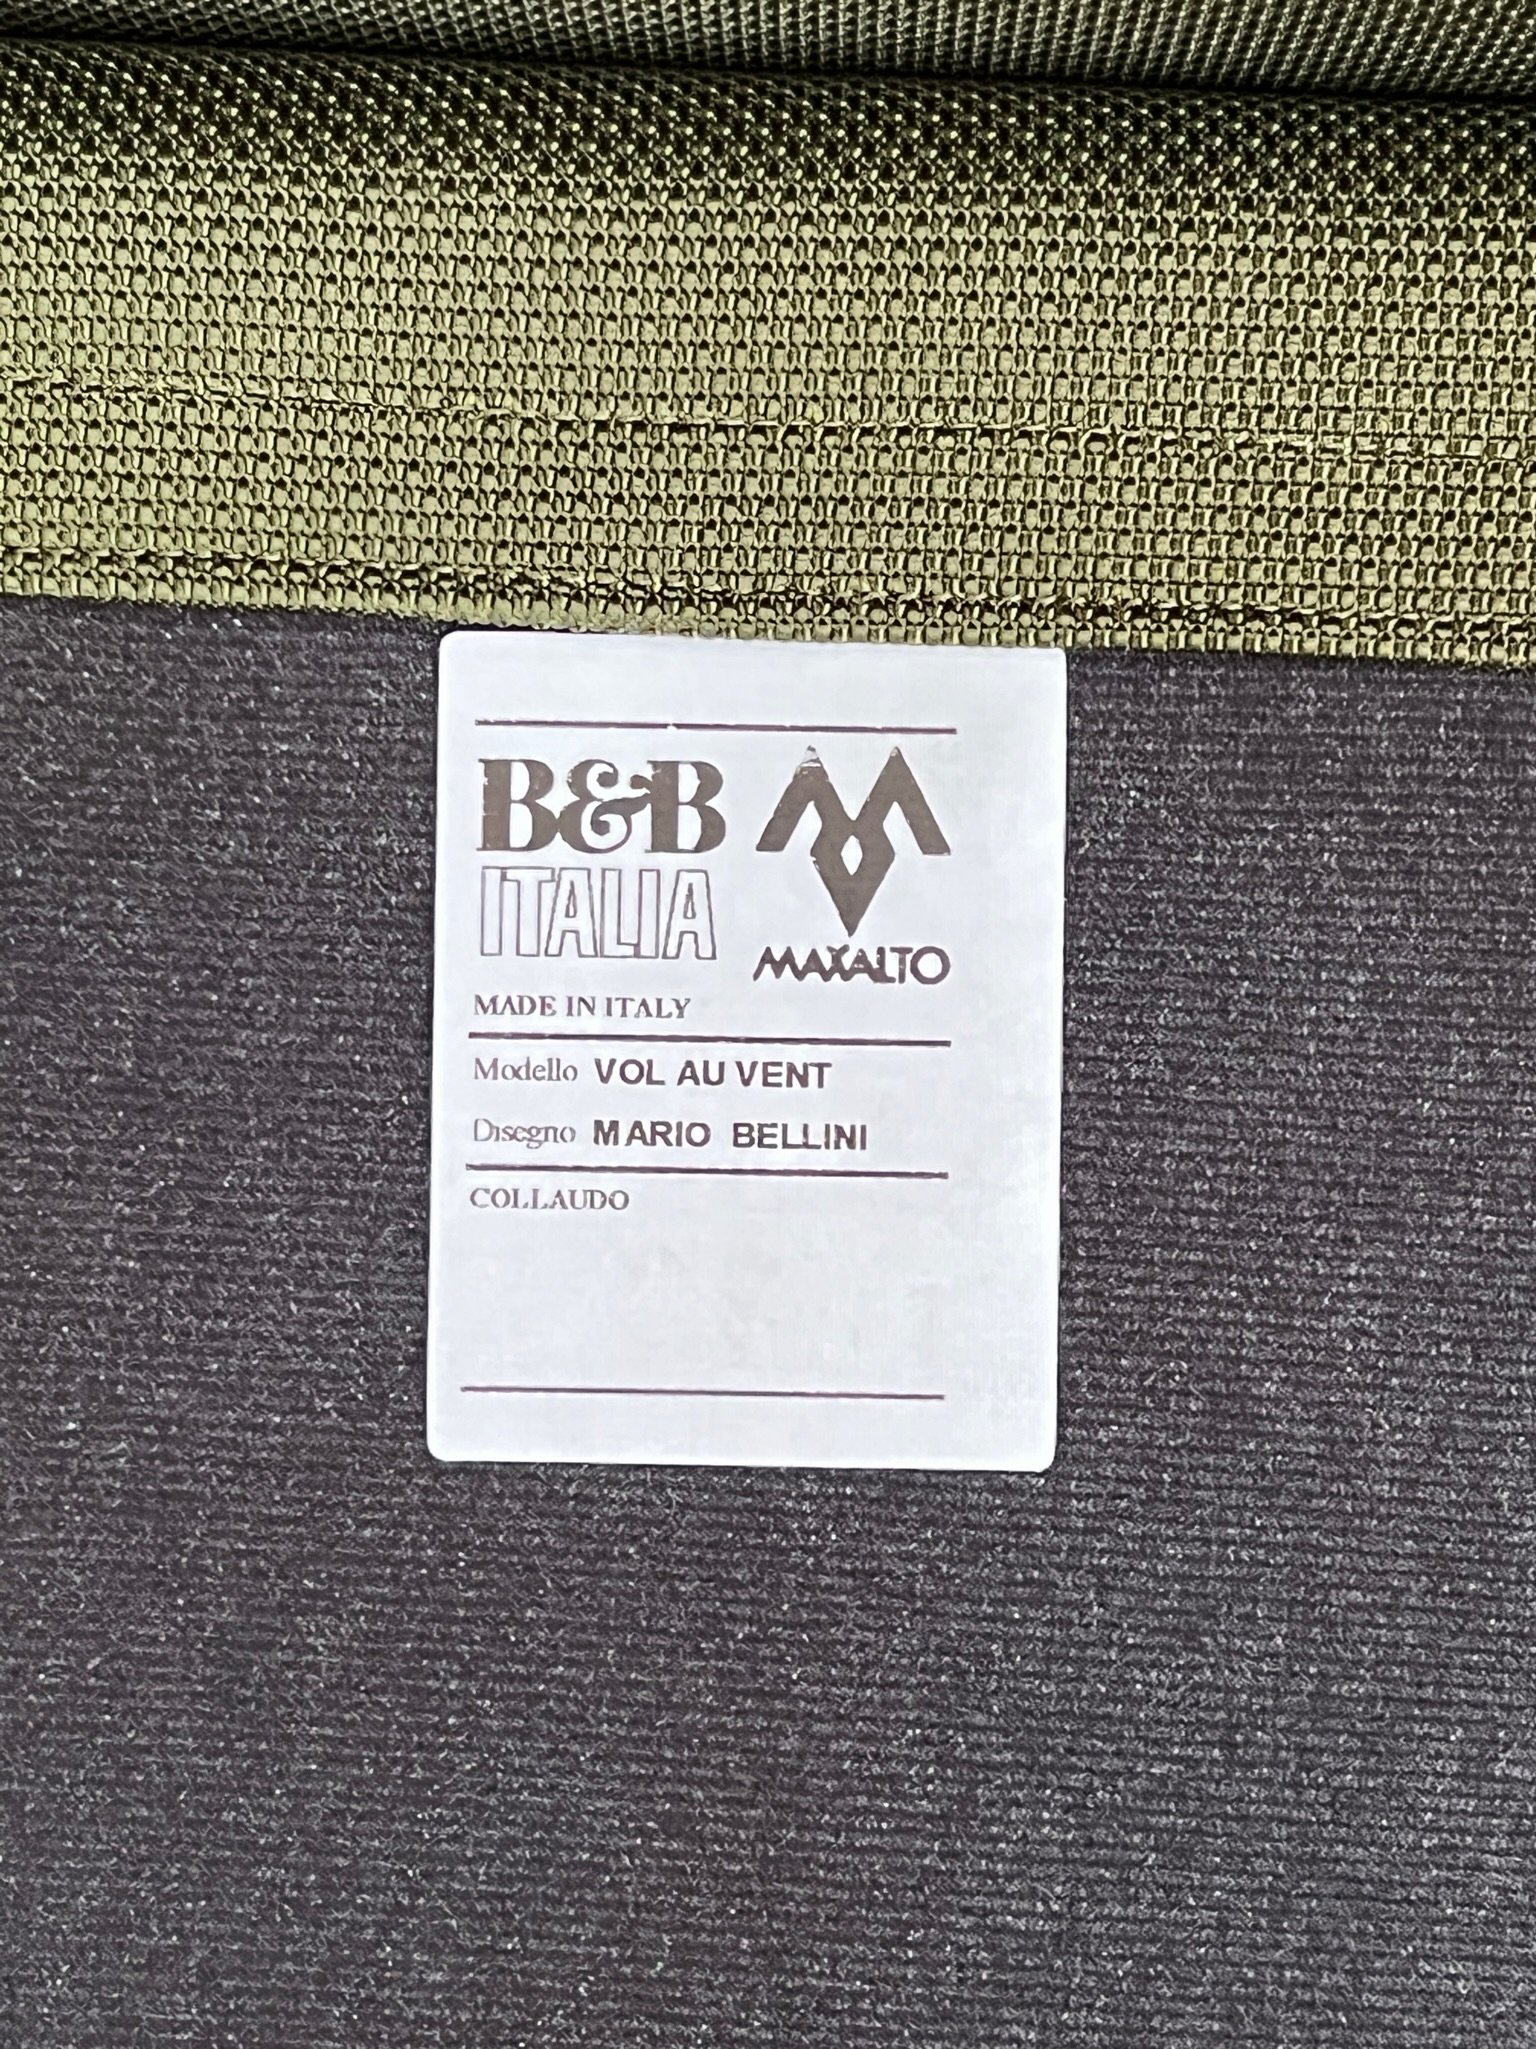 B&B
ITALIA
MAXALTO
MADE IN ITALY
Modello VOL AU VENT
Disegno MARIO BELLINI
COLLAUDO